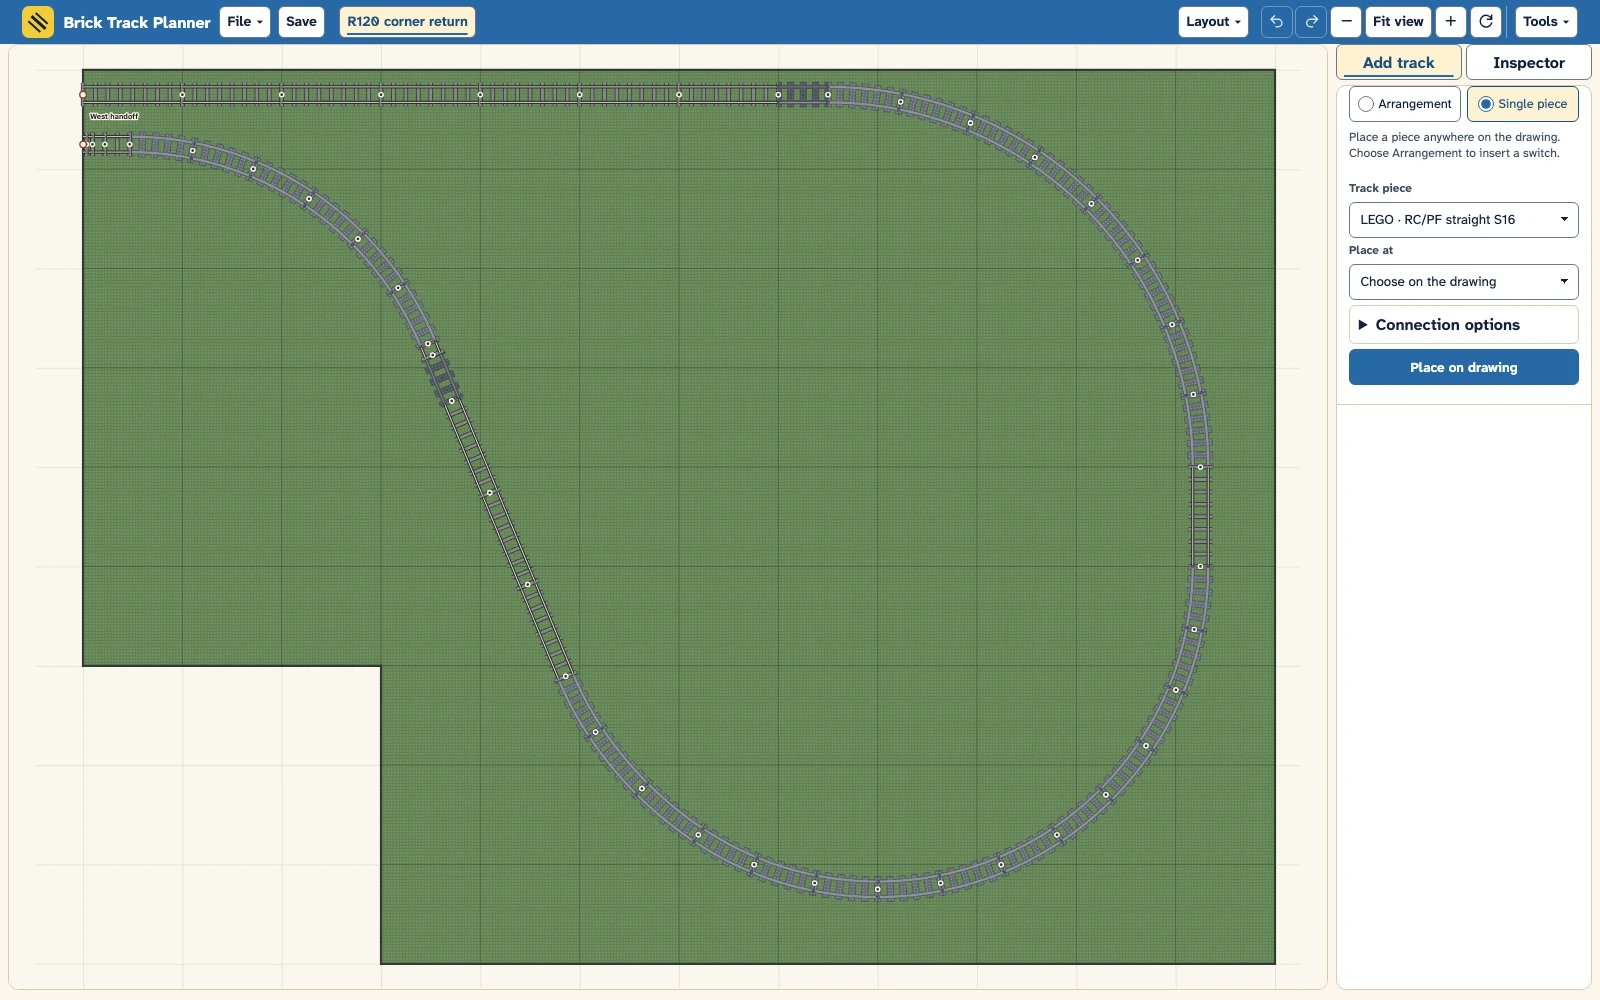 Brick Track Planner
File
Save
R120 corner return
Layout
Fit view
Tools
Add track
Inspector
Arrangement
Single piece
Place a piece anywhere on the drawing.
Choose Arrangement to insert a switch.
Track piece
LEGO · RC/PF straight S16
Place at
Choose on the drawing
Connection options
Place on drawing
West handoff